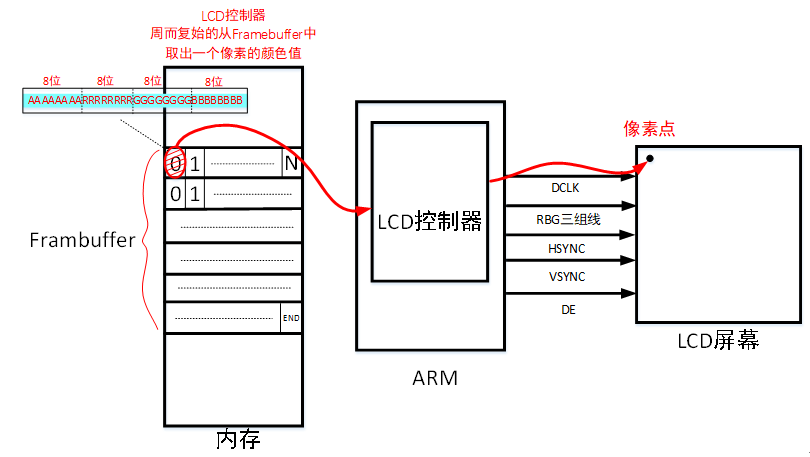 LCD控制器
周而复始的从Framebuffer中
取出一个像素的颜色值
8位 8位 8位 8位
AAAAAAAARRRRRRRRGGGGGGGGBBBBBBBB
0 1 N
0 1
Frambuffer
END
内存
LCD控制器
ARM
像素点
DCLK
RBG三组线
HSYNC
VSYNC
DE
LCD屏幕